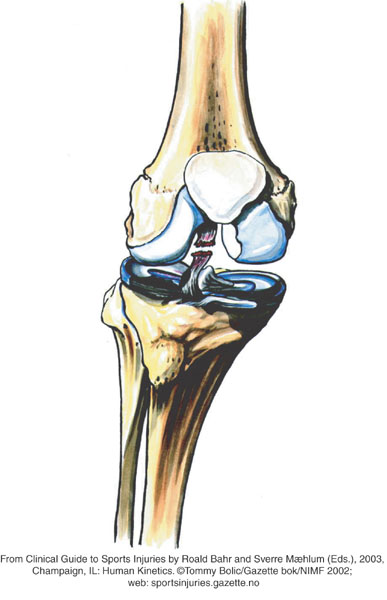 From Clinical Guide to Sports Injuries by Roald Bahr and Sverre Mæhlum (Eds.), 2003,
Champaign, IL: Human Kinetics. ©Tommy Bolic/Gazette bok/NIMF 2002;
web: sportsinjuries.gazette.no